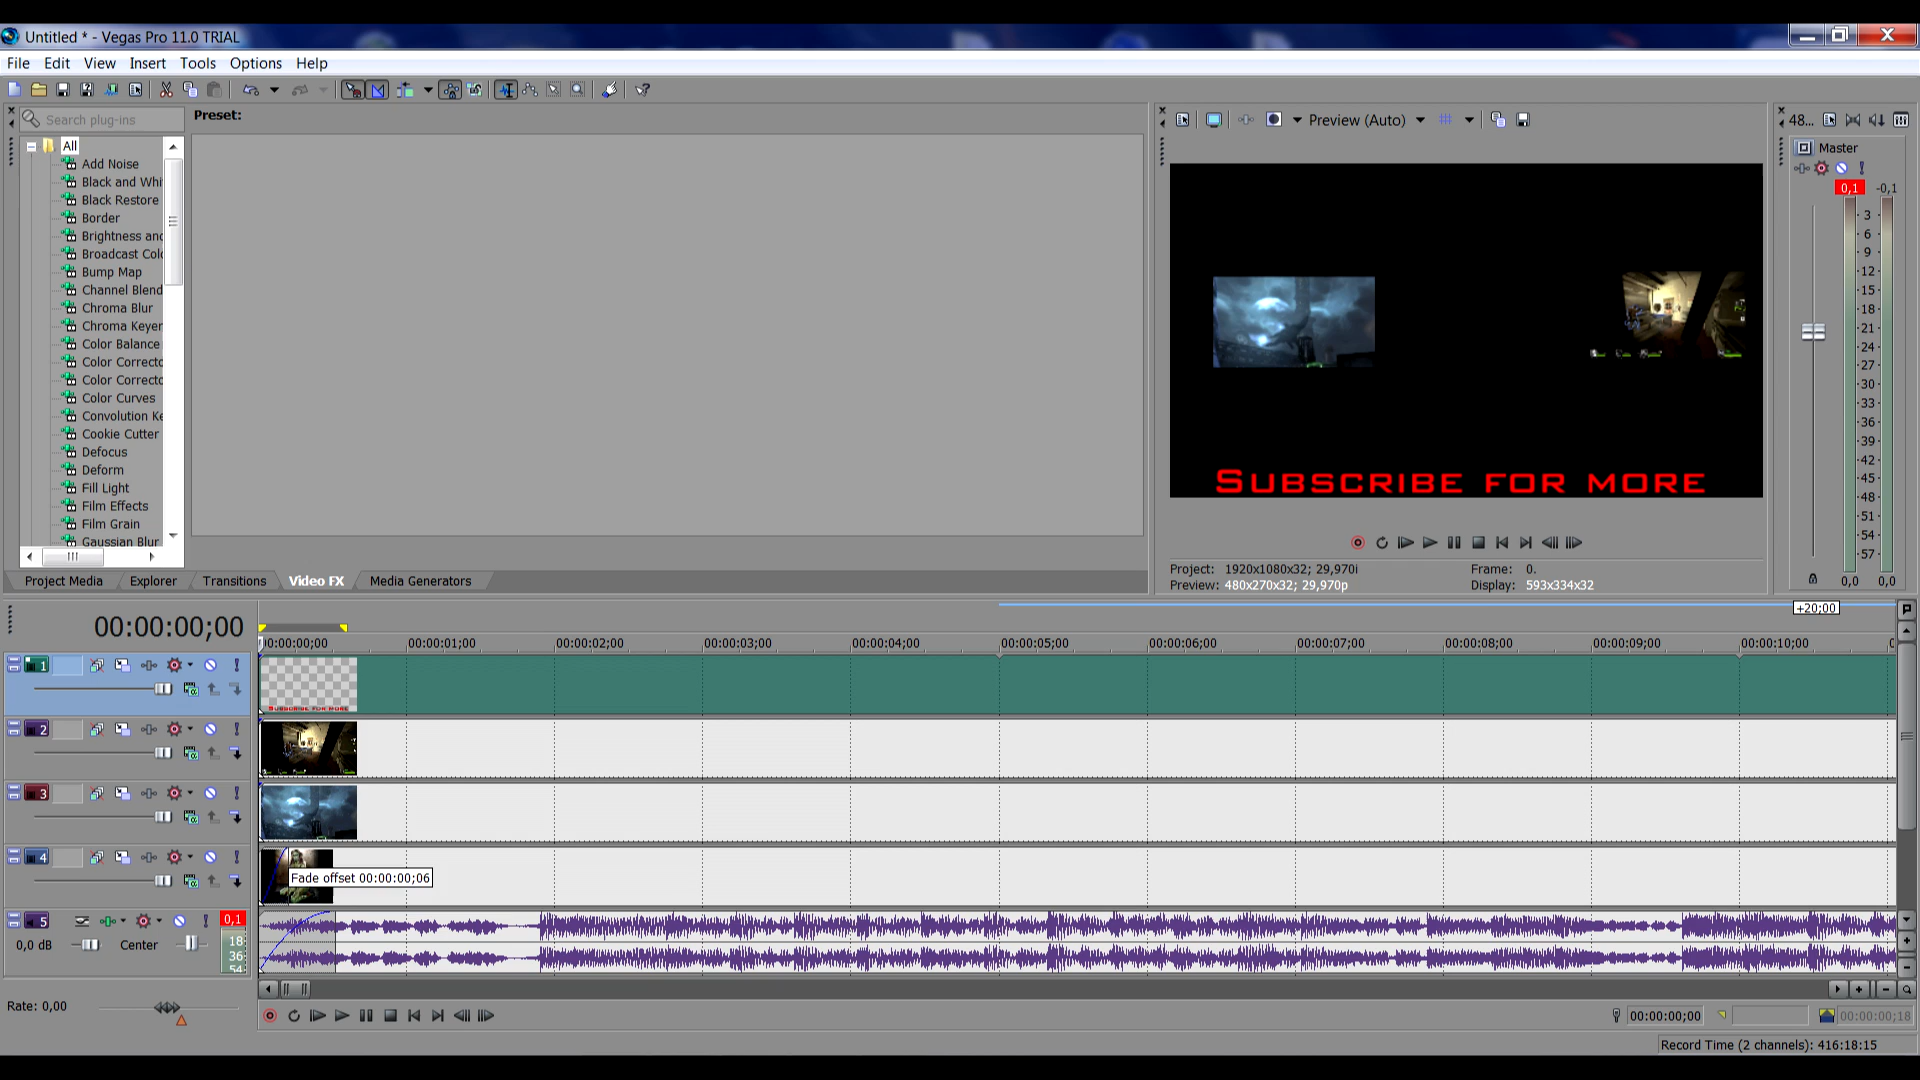 Untitled * - Vegas Pro 11.0 TRIAL
File Edit View Insert Tools Options Help
Search plug-ins
Preset:
Preview (Auto)
48...
All
Master
Add Noise
Black and Whi
Black Restore
Border
Brightness and
Broadcast Colo
Bump Map
Channel Blend
Chroma Blur
Chroma Keyer
Color Balance
Color Correcto
Color Correcto
Color Curves
Convolution Ke
Cookie Cutter
Defocus
Deform
Fill Light
Film Effects
Film Grain
Gaussian Blur
0,1 -0,1
3
6
9
12
15
18
21
24
27
30
33
36
39
42
45
48
51
54
57
0,0 0,0
SUBSCRIBE FOR MORE
Project: 1920x1080x32; 29,970i Frame: 0.
Preview: 480x270x32; 29,970p Display: 593x334x32
Project Media Explorer Transitions Video FX Media Generators
+20;00
00:00:00;00
00:00:00;00 00:00:01;00 00:00:02;00 00:00:03;00 00:00:04;00 00:00:05;00 00:00:06;00 00:00:07;00 00:00:08;00 00:00:09;00 00:00:10;00
1
SUBSCRIBE FOR MORE
2
3
4
Fade offset 00:00:00;06
5
0,1
0,0 dB Center
18
36
54
Rate: 0,00
00:00:00;00
00:00:00;18
Record Time (2 channels): 416:18:15